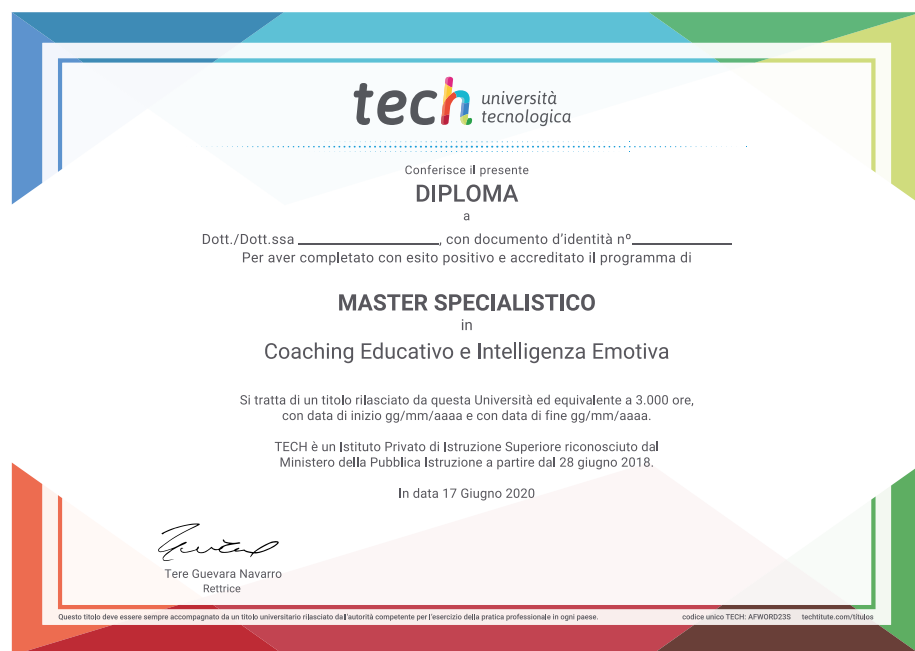 tech università
tecnologica
Conferisce il presente
DIPLOMA
a
Dott./Dott.ssa ____________________, con documento d'identità nº______________
Per aver completato con esito positivo e accreditato il programma di
MASTER SPECIALISTICO
in
Coaching Educativo e Intelligenza Emotiva
Si tratta di un titolo rilasciato da questa Università ed equivalente a 3.000 ore,
con data di inizio gg/mm/aaaa e con data di fine gg/mm/aaaa.
TECH è un Istituto Privato di Istruzione Superiore riconosciuto dal
Ministero della Pubblica Istruzione a partire dal 28 giugno 2018.
In data 17 Giugno 2020
Tere Guevara Navarro
Rettrice
Questo titolo deve essere sempre accompagnato da un titolo universitario rilasciato dall'autorità competente per l'esercizio della pratica professionale in ogni paese. codice unico TECH: AFWORD23S techtitute.com/titulos